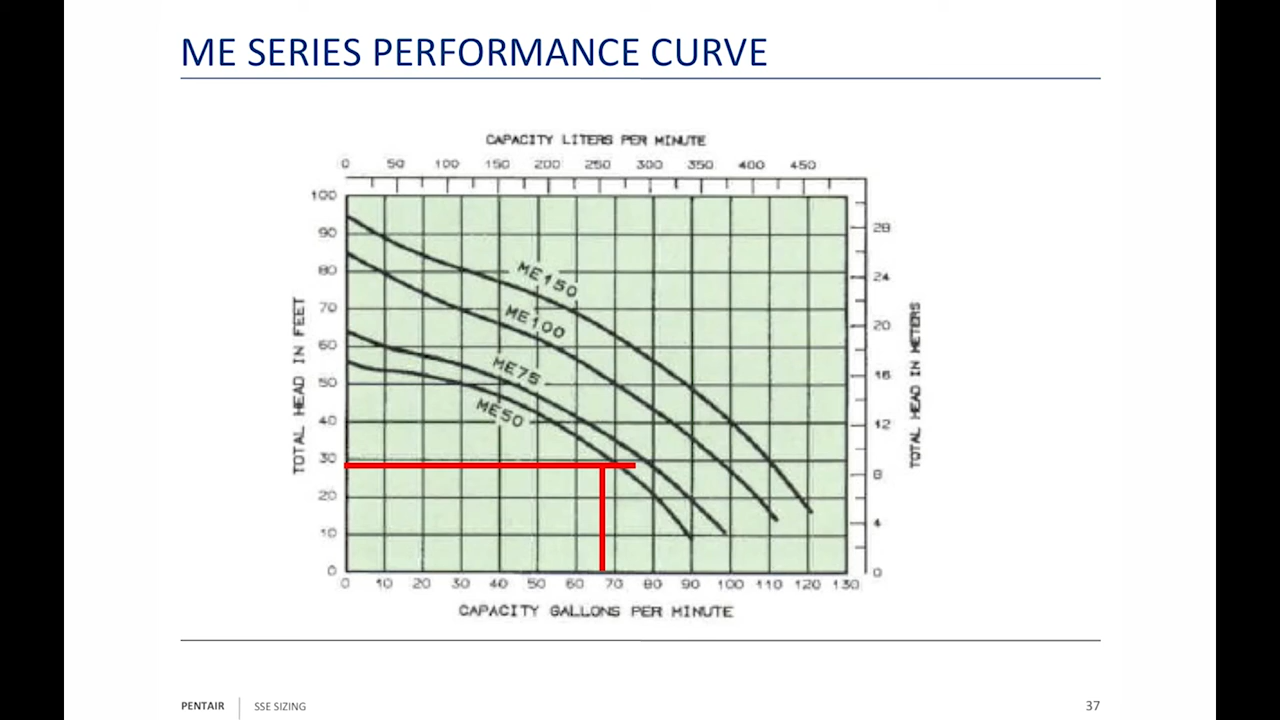 ME SERIES PERFORMANCE CURVE
CAPACITY LITERS PER MINUTE
0 50 100 150 200 250 300 350 400 450
100
90
80
70
60
50
40
30
20
10
0
TOTAL HEAD IN FEET
ME150
ME100
ME75
ME50
28
24
20
16
12
8
4
0
TOTAL HEAD IN METERS
0 10 20 30 40 50 60 70 80 90 100 110 120 130
CAPACITY GALLONS PER MINUTE
PENTAIR SSE SIZING 37